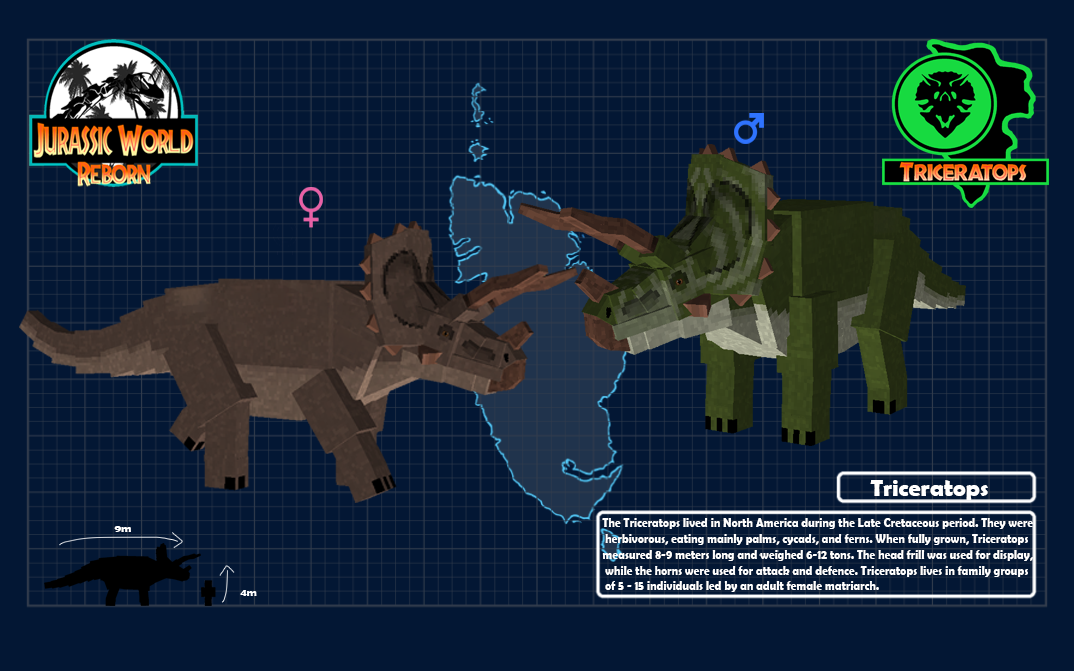 JURASSIC WORLD
REBORN
TRICERATOPS
♀
♂
Triceratops
The Triceratops lived in North America during the Late Cretaceous period. They were
herbivorous, eating mainly palms, cycads, and ferns. When fully grown, Triceratops
measured 8-9 meters long and weighed 6-12 tons. The head frill was used for display,
while the horns were used for attack and defence. Triceratops lives in family groups
of 5 - 15 individuals led by an adult female matriarch.
9m
4m